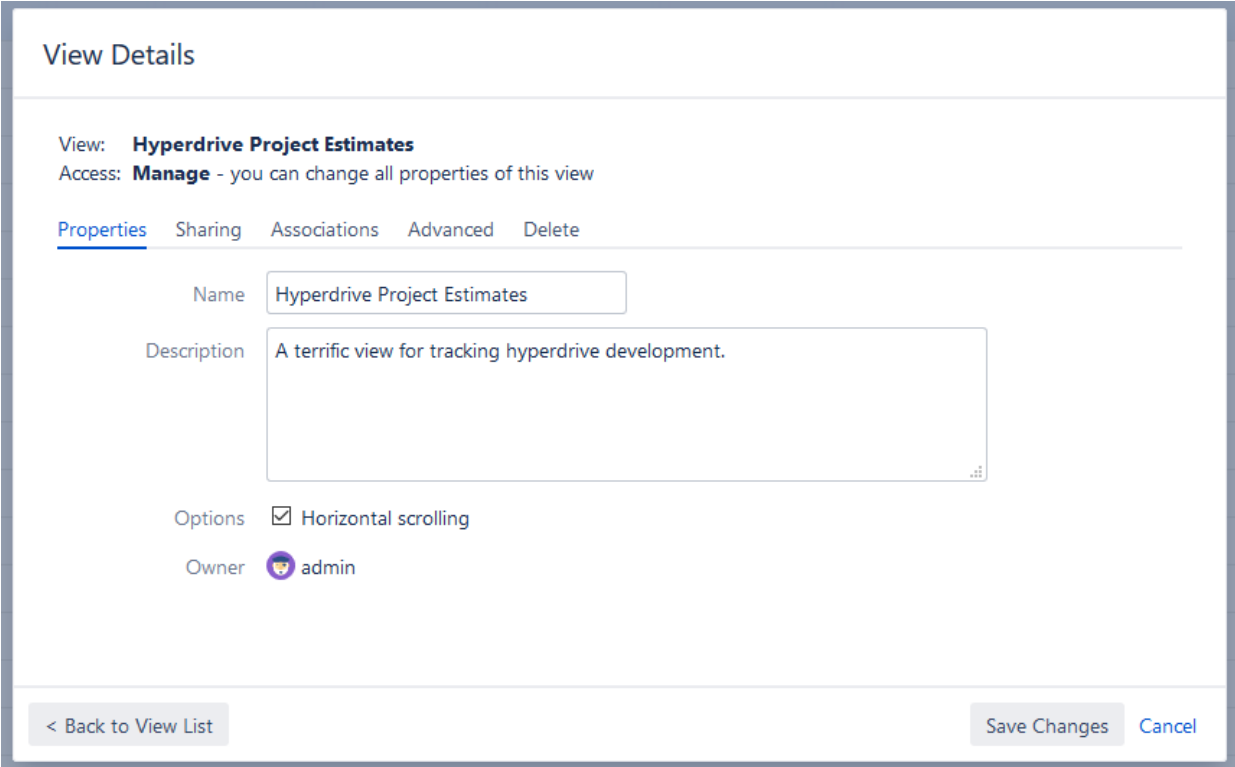 View Details
View: Hyperdrive Project Estimates
Access: Manage - you can change all properties of this view
Properties Sharing Associations Advanced Delete
Name Hyperdrive Project Estimates
Description A terrific view for tracking hyperdrive development.
Options Horizontal scrolling
Owner admin
< Back to View List Save Changes Cancel